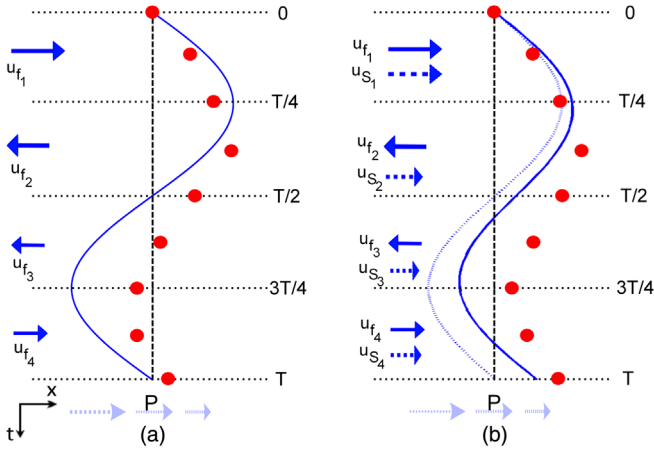 0
u_f1
T/4
u_f2
T/2
u_f3
3T/4
u_f4
T
x
t
P
(a)
0
u_f1
u_S1
T/4
u_f2
u_S2
T/2
u_f3
u_S3
3T/4
u_f4
u_S4
T
P
(b)